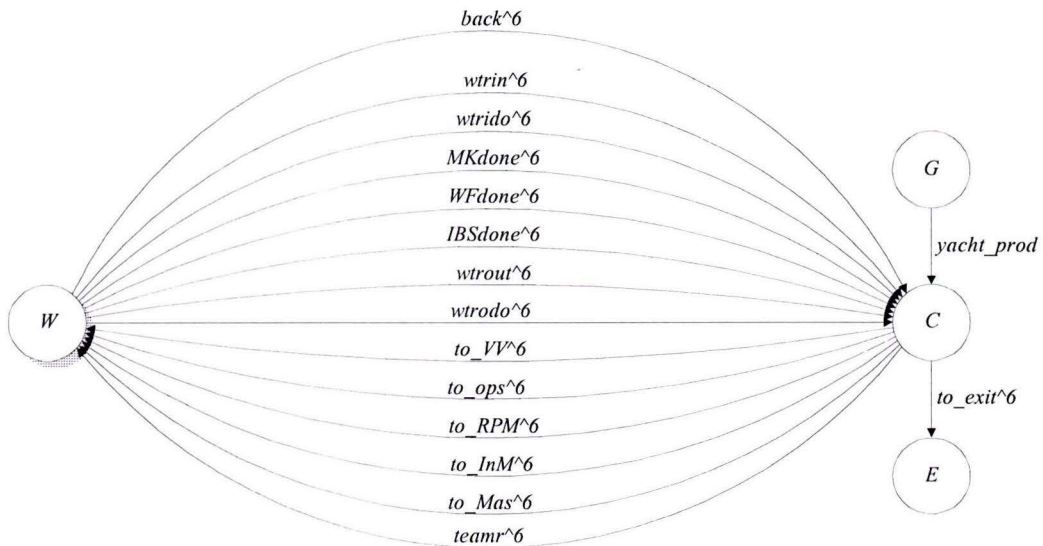 back^6
wtrin^6
wtrido^6
MKdone^6
G
WFdone^6
IBSdone^6
yacht_prod
wtrout^6
wtrodo^6
W
C
to_VV^6
to_ops^6
to_exit^6
to_RPM^6
to_InM^6
E
to_Mas^6
teamr^6